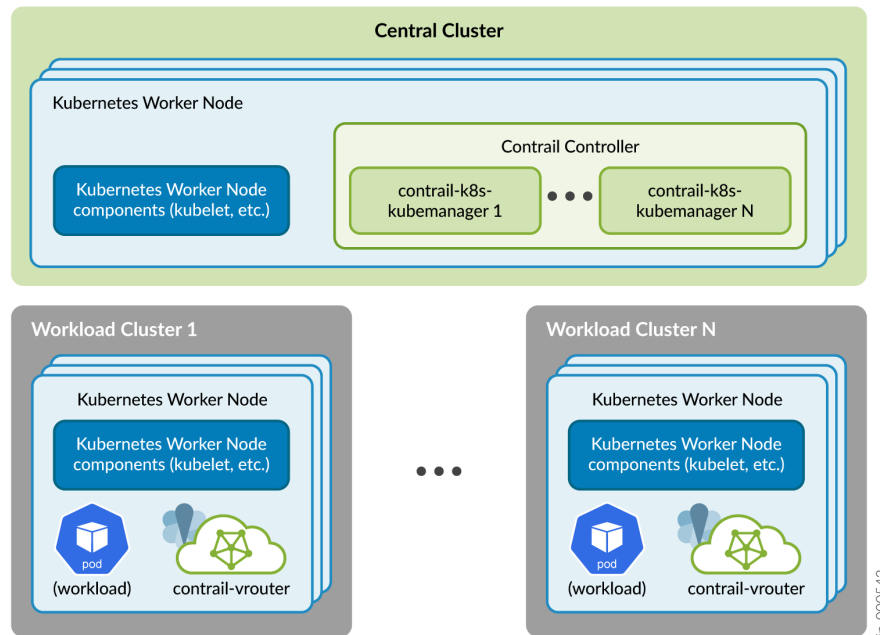 Central Cluster
Kubernetes Worker Node
Contrail Controller
Kubernetes Worker Node
components (kubelet, etc.)
contrail-k8s-
kubemanager 1
contrail-k8s-
kubemanager N
Workload Cluster 1
Kubernetes Worker Node
Kubernetes Worker Node
components (kubelet, etc.)
pod
(workload)
contrail-vrouter
Workload Cluster N
Kubernetes Worker Node
Kubernetes Worker Node
components (kubelet, etc.)
pod
(workload)
contrail-vrouter